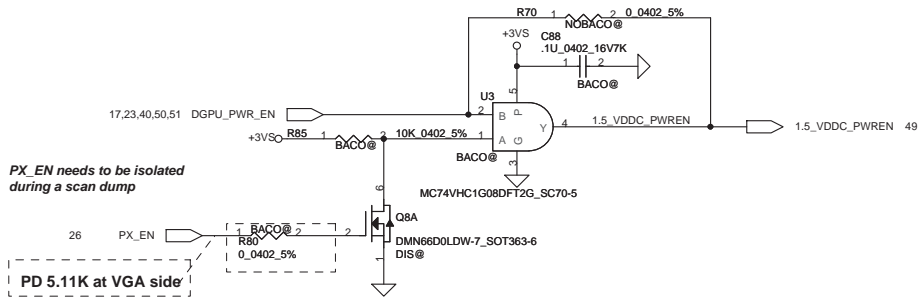 R70 1 2 0_0402_5%
NOBACO@
+3VS C88
.1U_0402_16V7K
1 2
BACO@
U3 5
17,23,40,50,51 DGPU_PWR_EN 2 B P
Y 4 1.5_VDDC_PWREN 1.5_VDDC_PWREN 49
+3VS R85 1 2 10K_0402_5% 1 A G
BACO@ BACO@ 3
MC74VHC1G08DFT2G_SC70-5
PX_EN needs to be isolated
during a scan dump
6
Q8A
26 PX_EN 1 BACO@ 2 2
R80 DMN66D0LDW-7_SOT363-6
0_0402_5% 1 DIS@
PD 5.11K at VGA side